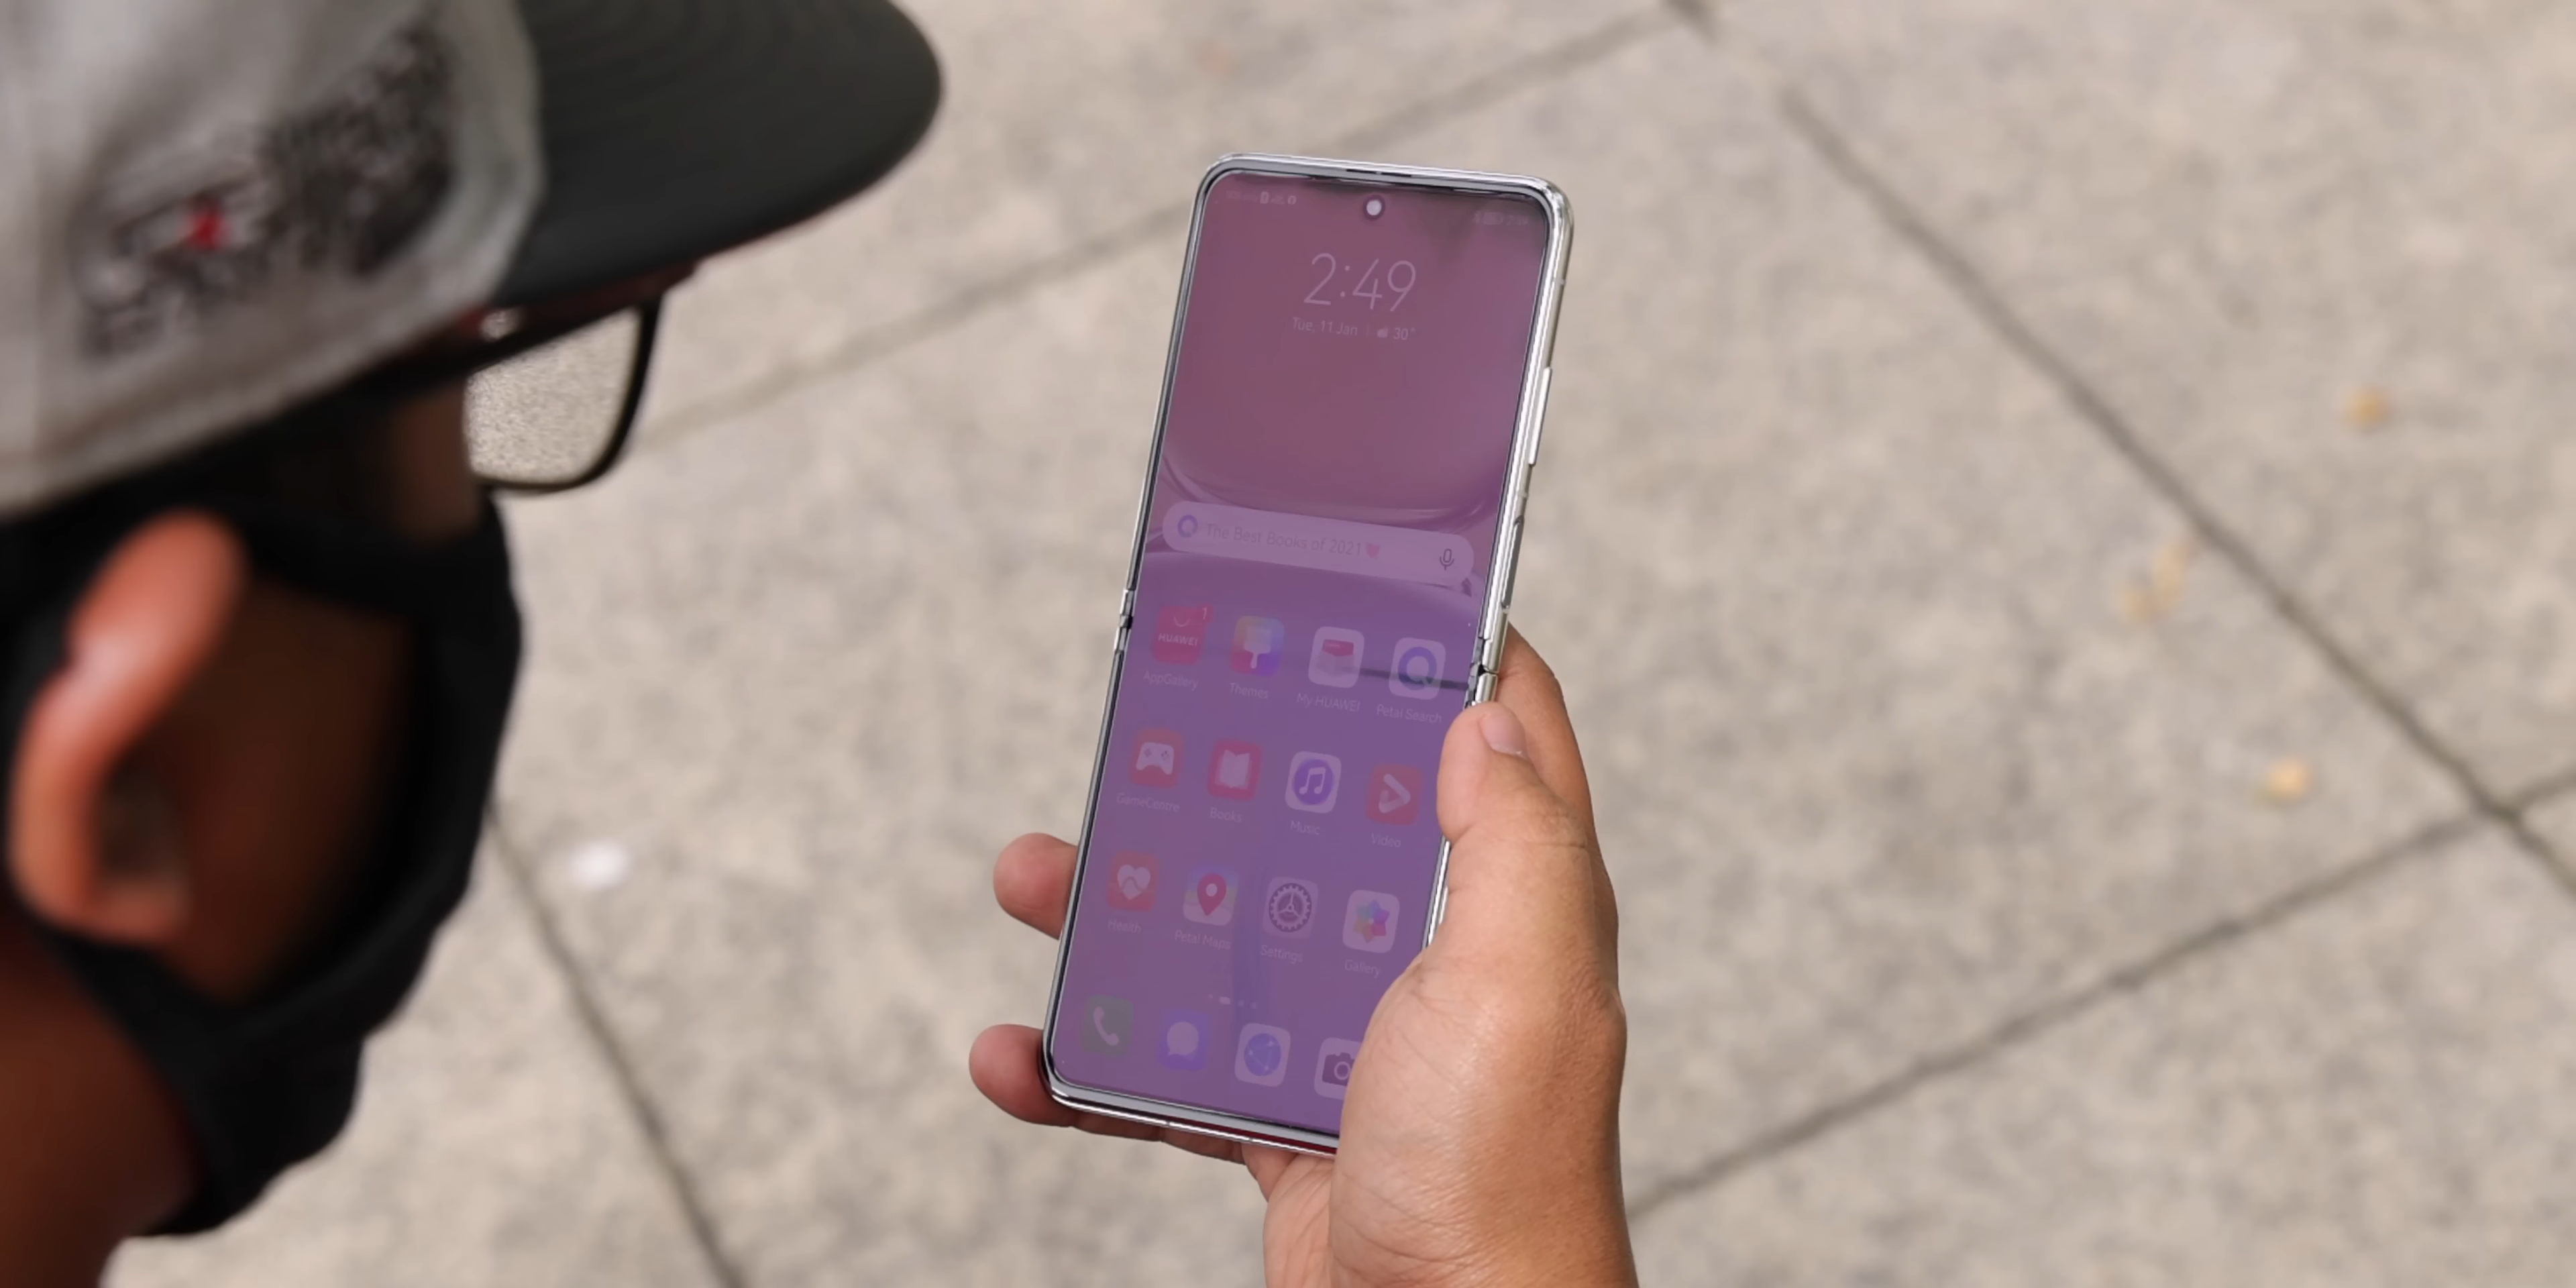 2:49
Tue, 11 Jan 30°
The Best Books of 2021
1
HUAWEI
AppGallery Themes My HUAWEI Petal Search
GameCentre Books Music Video
Health Petal Maps Settings Gallery